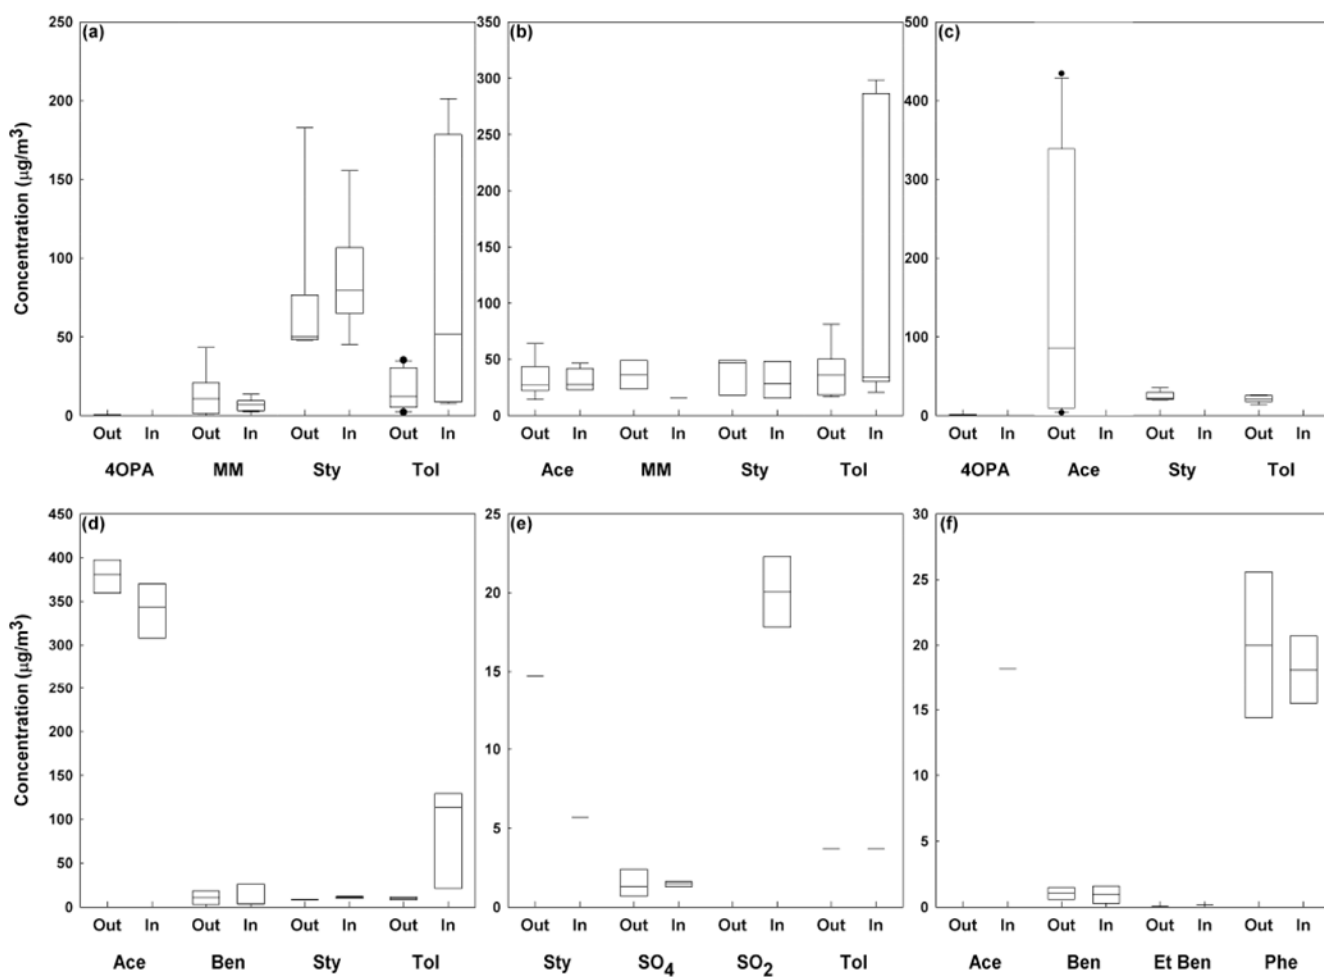 (a) (b) (c)
250 350 500
200 300 400
150 250 300
100 200 200
50 150 100
0 100 0
50
0
Concentration (μg/m³)
Out In Out In Out In Out In Out In Out In Out In Out In Out In Out In Out In Out In
4OPA MM Sty Tol Ace MM Sty Tol 4OPA Ace Sty Tol
(d) (e) (f)
450 25 30
400 20 25
350 15 20
300 10 15
250 5 10
200 0 5
150 0
100
50
0
Concentration (μg/m³)
Out In Out In Out In Out In Out In Out In Out In Out In Out In Out In Out In Out In
Ace Ben Sty Tol Sty SO₄ SO₂ Tol Ace Ben Et Ben Phe